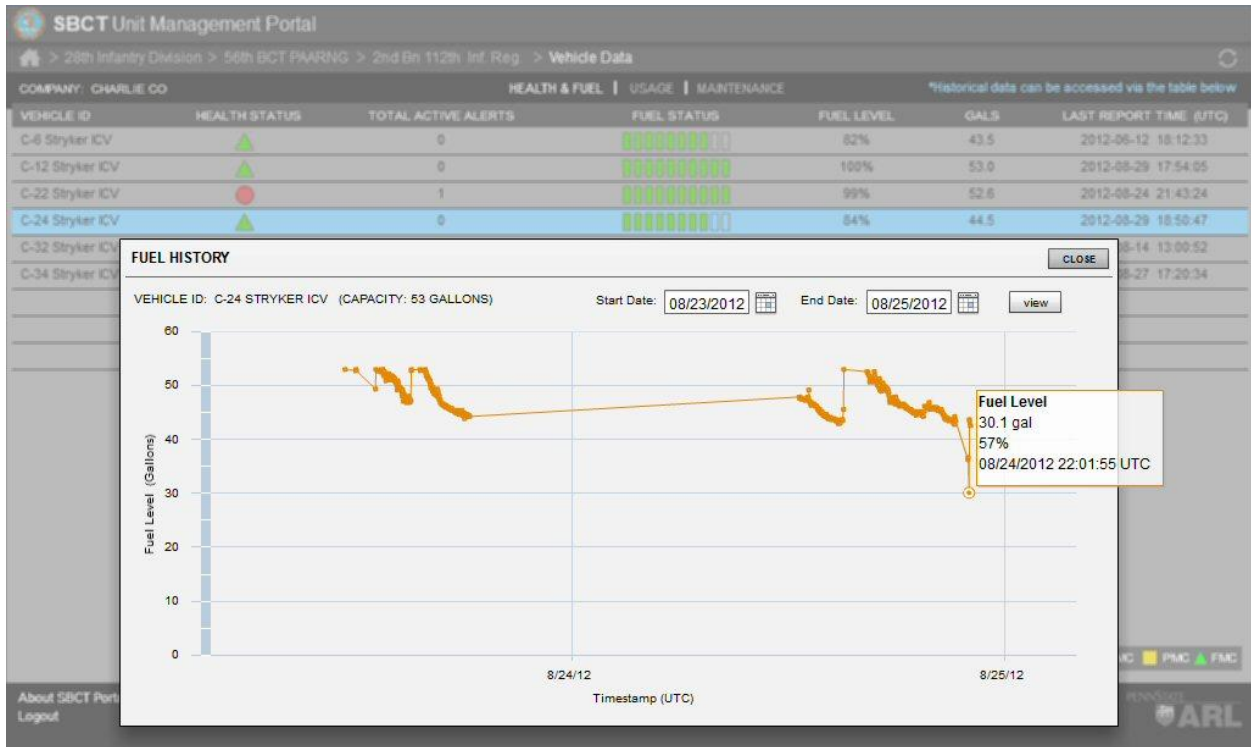 SBCT Unit Management Portal
> 28th Infantry Division > 56th BCT PAARNG > 2nd Bn 112th Inf. Reg. > Vehicle Data
COMPANY: CHARLIE CO HEALTH & FUEL | USAGE | MAINTENANCE *Historical data can be accessed via the table below
VEHICLE ID HEALTH STATUS TOTAL ACTIVE ALERTS FUEL STATUS FUEL LEVEL GALS LAST REPORT TIME (UTC)
C-6 Stryker ICV 0 82% 43.5 2012-06-12 18:12:33
C-12 Stryker ICV 0 100% 53.0 2012-08-29 17:54:05
C-22 Stryker ICV 1 99% 52.6 2012-08-24 21:43:24
C-24 Stryker ICV 0 84% 44.5 2012-08-29 18:50:47
C-32 Stryker ICV 08-14 13:00:52
C-34 Stryker ICV 08-27 17:20:34
FUEL HISTORY CLOSE
VEHICLE ID: C-24 STRYKER ICV (CAPACITY: 53 GALLONS) Start Date: 08/23/2012 End Date: 08/25/2012 view
60
50
40
30
20
10
0
Fuel Level (Gallons)
Fuel Level
30.1 gal
57%
08/24/2012 22:01:55 UTC
8/24/12 8/25/12
Timestamp (UTC)
PMC FMC
About SBCT
Logout
PENNSTATE
ARL